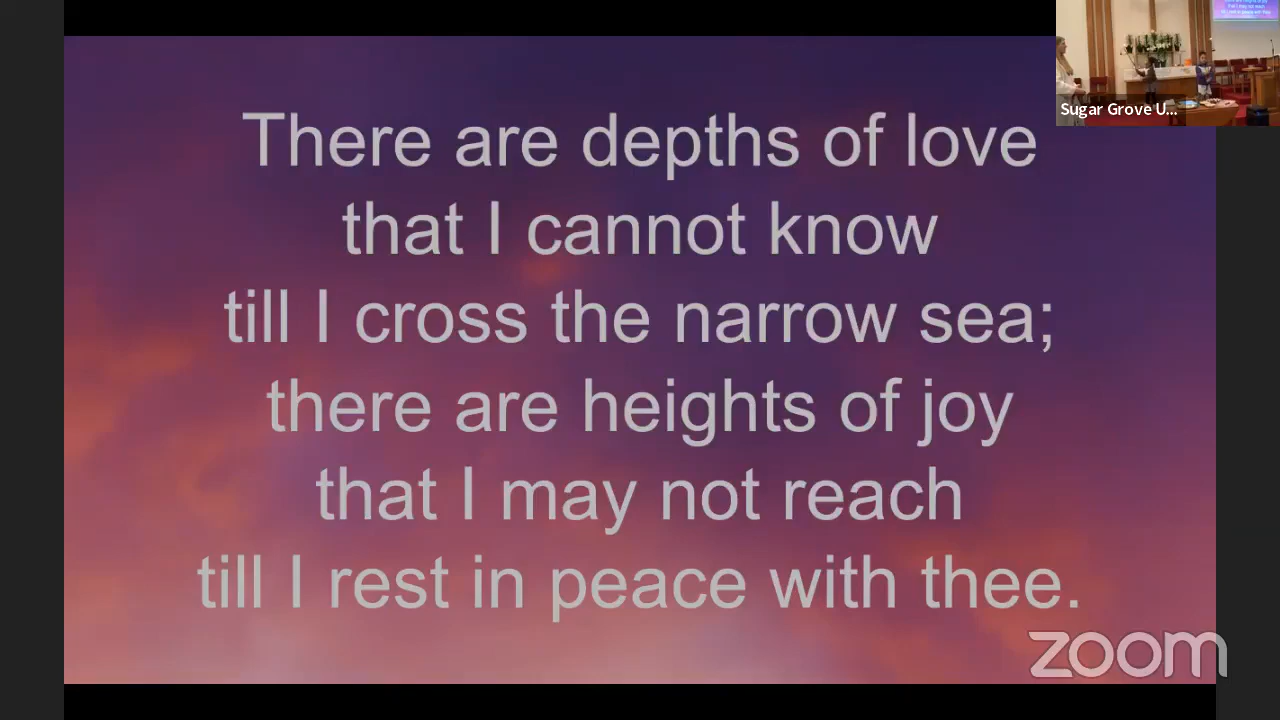 There are depths of love
that I cannot know
till I cross the narrow sea;
there are heights of joy
that I may not reach
till I rest in peace with thee.
Sugar Grove U...
zoom